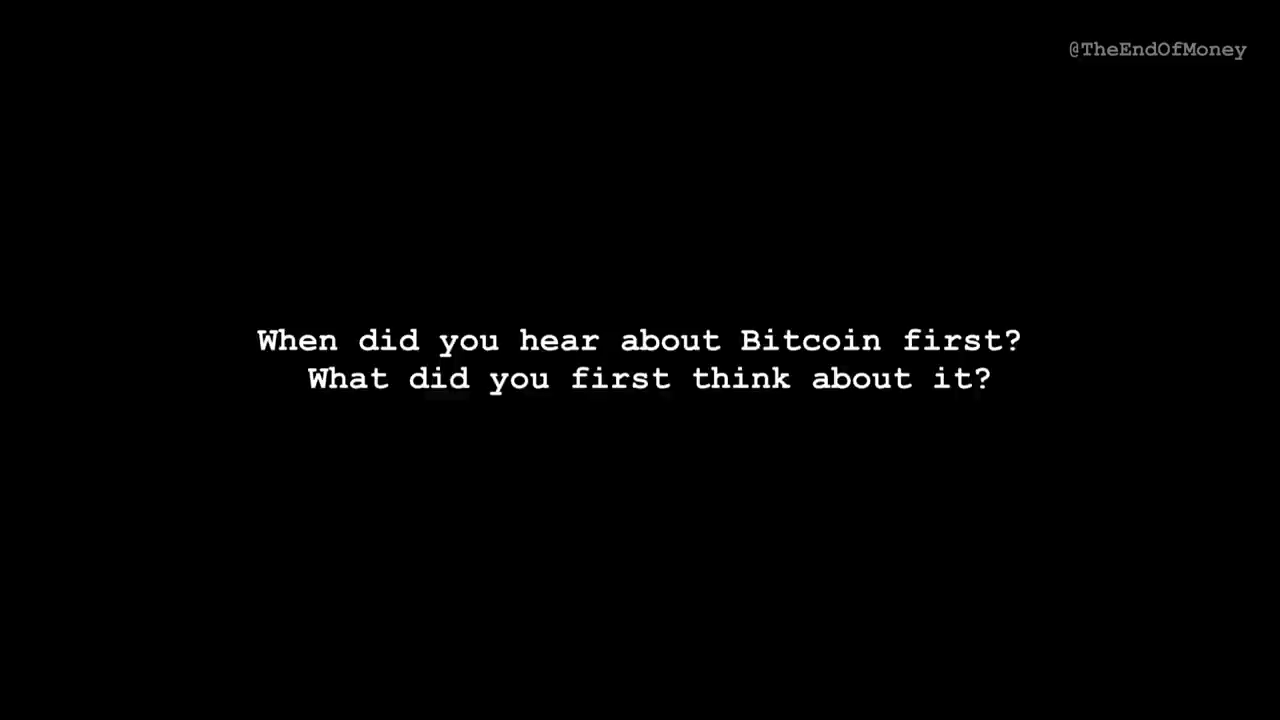 @TheEndOfMoney
When did you hear about Bitcoin first?
What did you first think about it?